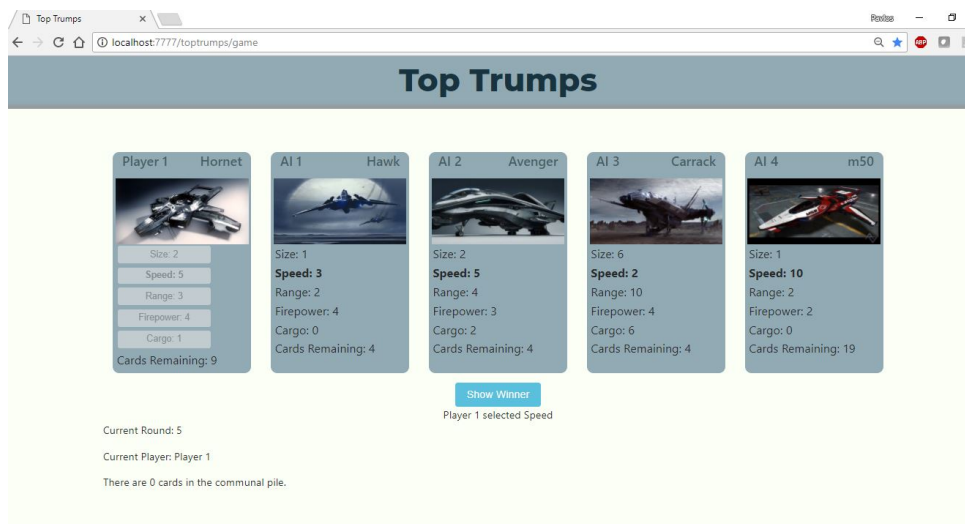 Top Trumps
localhost:7777/toptrumps/game
ABP
Top Trumps
Player 1 Hornet
Size: 2
Speed: 5
Range: 3
Firepower: 4
Cargo: 1
Cards Remaining: 9
AI 1 Hawk
Size: 1
Speed: 3
Range: 2
Firepower: 4
Cargo: 0
Cards Remaining: 4
AI 2 Avenger
Size: 2
Speed: 5
Range: 4
Firepower: 3
Cargo: 2
Cards Remaining: 4
AI 3 Carrack
Size: 6
Speed: 2
Range: 10
Firepower: 4
Cargo: 6
Cards Remaining: 4
AI 4 m50
Size: 1
Speed: 10
Range: 2
Firepower: 2
Cargo: 0
Cards Remaining: 19
Show Winner
Player 1 selected Speed
Current Round: 5
Current Player: Player 1
There are 0 cards in the communal pile.